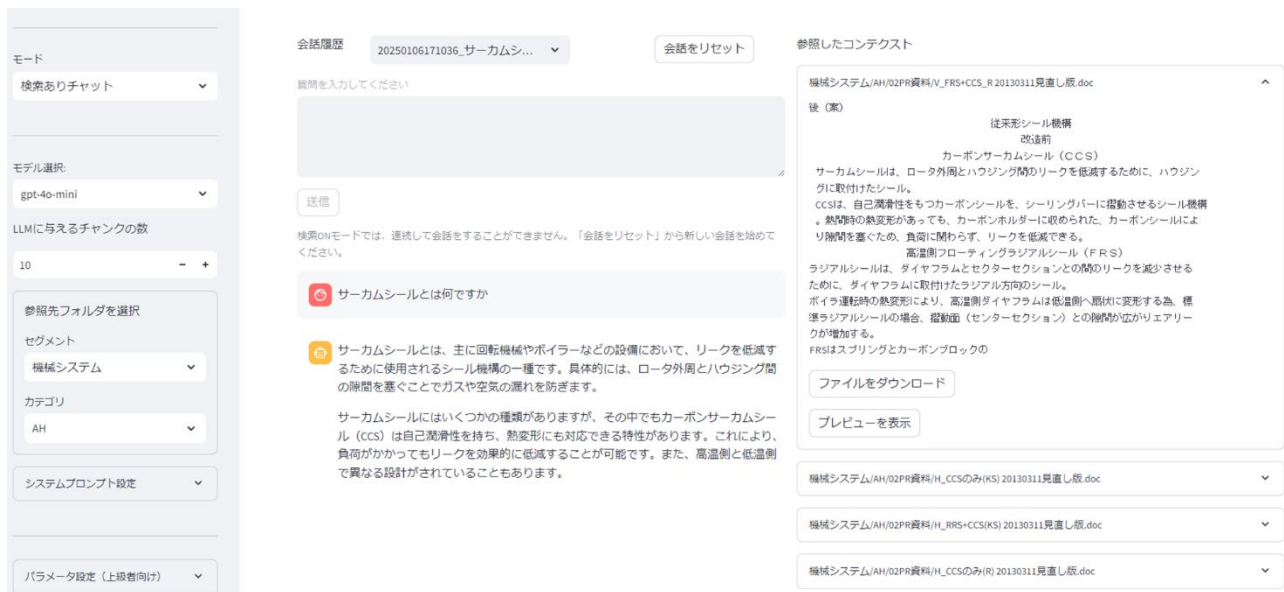 モード
検索ありチャット
モデル選択:
gpt-4o-mini
LLMに与えるチャンクの数
10
- +
参照先フォルダを選択
セグメント
機械システム
カテゴリ
AH
システムプロンプト設定
パラメータ設定（上級者向け）
会話履歴
20250106171036_サーカムシ...
会話をリセット
質問を入力してください
送信
検索ONモードでは、連続して会話をすることができません。「会話をリセット」から新しい会話を始めて
ください。
サーカムシールとは何ですか
サーカムシールとは、主に回転機械やボイラーなどの設備において、リークを低減す
るために使用されるシール機構の一種です。具体的には、ロータ外周とハウジング間
の隙間を塞ぐことでガスや空気の漏れを防ぎます。
サーカムシールにはいくつかの種類がありますが、その中でもカーボンサーカムシー
ル（CCS）は自己潤滑性を持ち、熱変形にも対応できる特性があります。これにより、
負荷がかかってもリークを効果的に低減することが可能です。また、高温側と低温側
で異なる設計がされていることもあります。
参照したコンテクスト
機械システム/AH/02PR資料/V_FRS+CCS_R 20130311見直し版.doc
後（案）
従来形シール機構
改造前
カーボンサーカムシール（ＣＣＳ）
サーカムシールは、ロータ外周とハウジング間のリークを低減するために、ハウジン
グに取付けたシール。
CCSは、自己潤滑性をもつカーボンシールを、シーリングバーに摺動させるシール機構
。熱間時の熱変形があっても、カーボンホルダーに収められた、カーボンシールによ
り隙間を塞ぐため、負荷に関わらず、リークを低減できる。
高温側フローティングラジアルシール（ＦＲＳ）
ラジアルシールは、ダイヤフラムとセクターセクションとの間のリークを減少させる
ために、ダイヤフラムに取付けたラジアル方向のシール。
ボイラ運転時の熱変形により、高温側ダイヤフラムは低温側へ扇状に変形する為、標
準ラジアルシールの場合、摺動面（センターセクション）との隙間が広がりエアリー
クが増加する。
FRSはスプリングとカーボンブロックの
ファイルをダウンロード
プレビューを表示
機械システム/AH/02PR資料/H_CCSのみ(KS) 20130311見直し版.doc
機械システム/AH/02PR資料/H_RRS+CCS(KS) 20130311見直し版.doc
機械システム/AH/02PR資料/H_CCSのみ(R) 20130311見直し版.doc